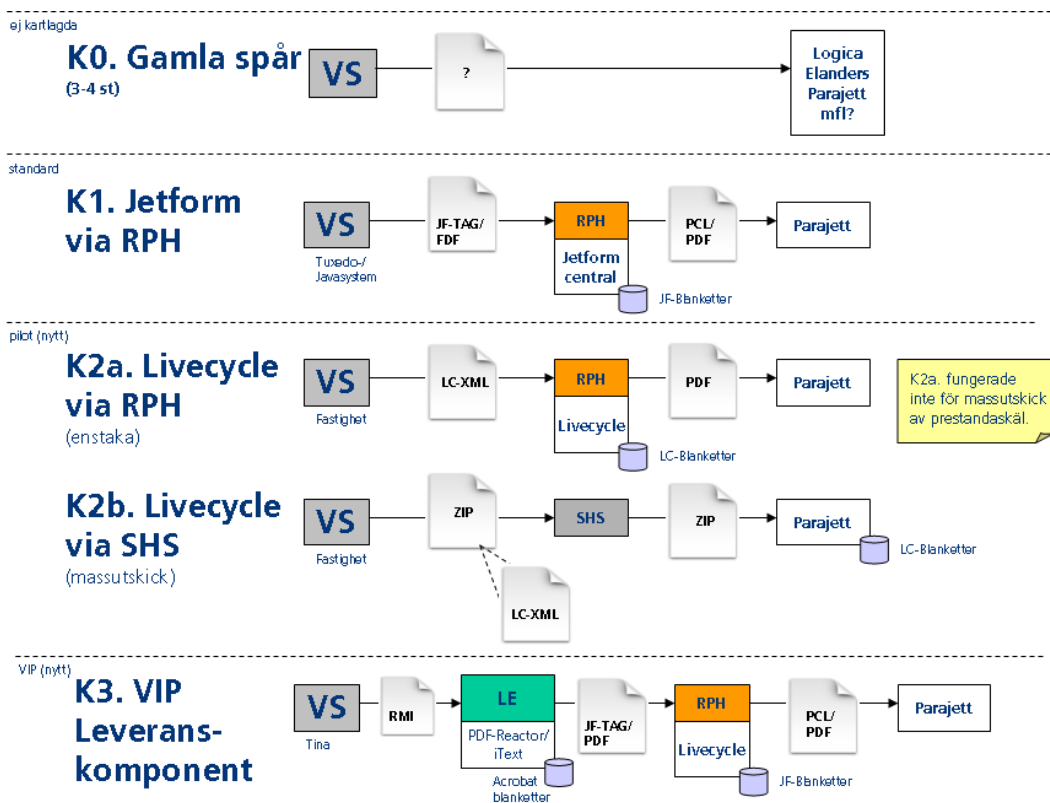 ej kartlagda
K0. Gamla spår
(3-4 st)
VS
?
Logica
Elanders
Parajett
mfl?
standard
K1. Jetform
via RPH
VS
Tuxedo-/
Javasystem
JF-TAG/
FDF
RPH
Jetform
central
JF-Blanketter
PCL/
PDF
Parajett
pilot (nytt)
K2a. Livecycle
via RPH
(enstaka)
VS
Fastighet
LC-XML
RPH
Livecycle
LC-Blanketter
PDF
Parajett
K2a. fungerade
inte för massutskick
av prestandaskäl.
K2b. Livecycle
via SHS
(massutskick)
VS
Fastighet
ZIP
LC-XML
SHS
ZIP
Parajett
LC-Blanketter
VIP (nytt)
K3. VIP
Leverans-
komponent
VS
Tina
RMI
LE
PDF-Reactor/
iText
Acrobat
blanketter
JF-TAG/
PDF
RPH
Livecycle
JF-Blanketter
PCL/
PDF
Parajett